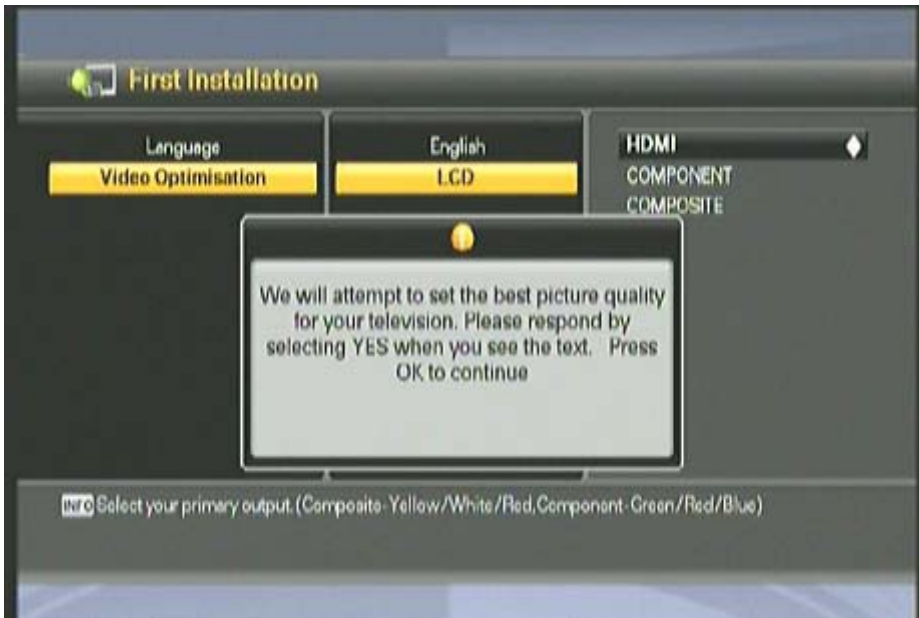 First Installation
Language
English
HDMI
Video Optimisation
LCD
COMPONENT
COMPOSITE
We will attempt to set the best picture quality
for your television. Please respond by
selecting YES when you see the text. Press
OK to continue
INFO Select your primary output.(Composite-Yellow/White/Red,Component-Green/Red/Blue)